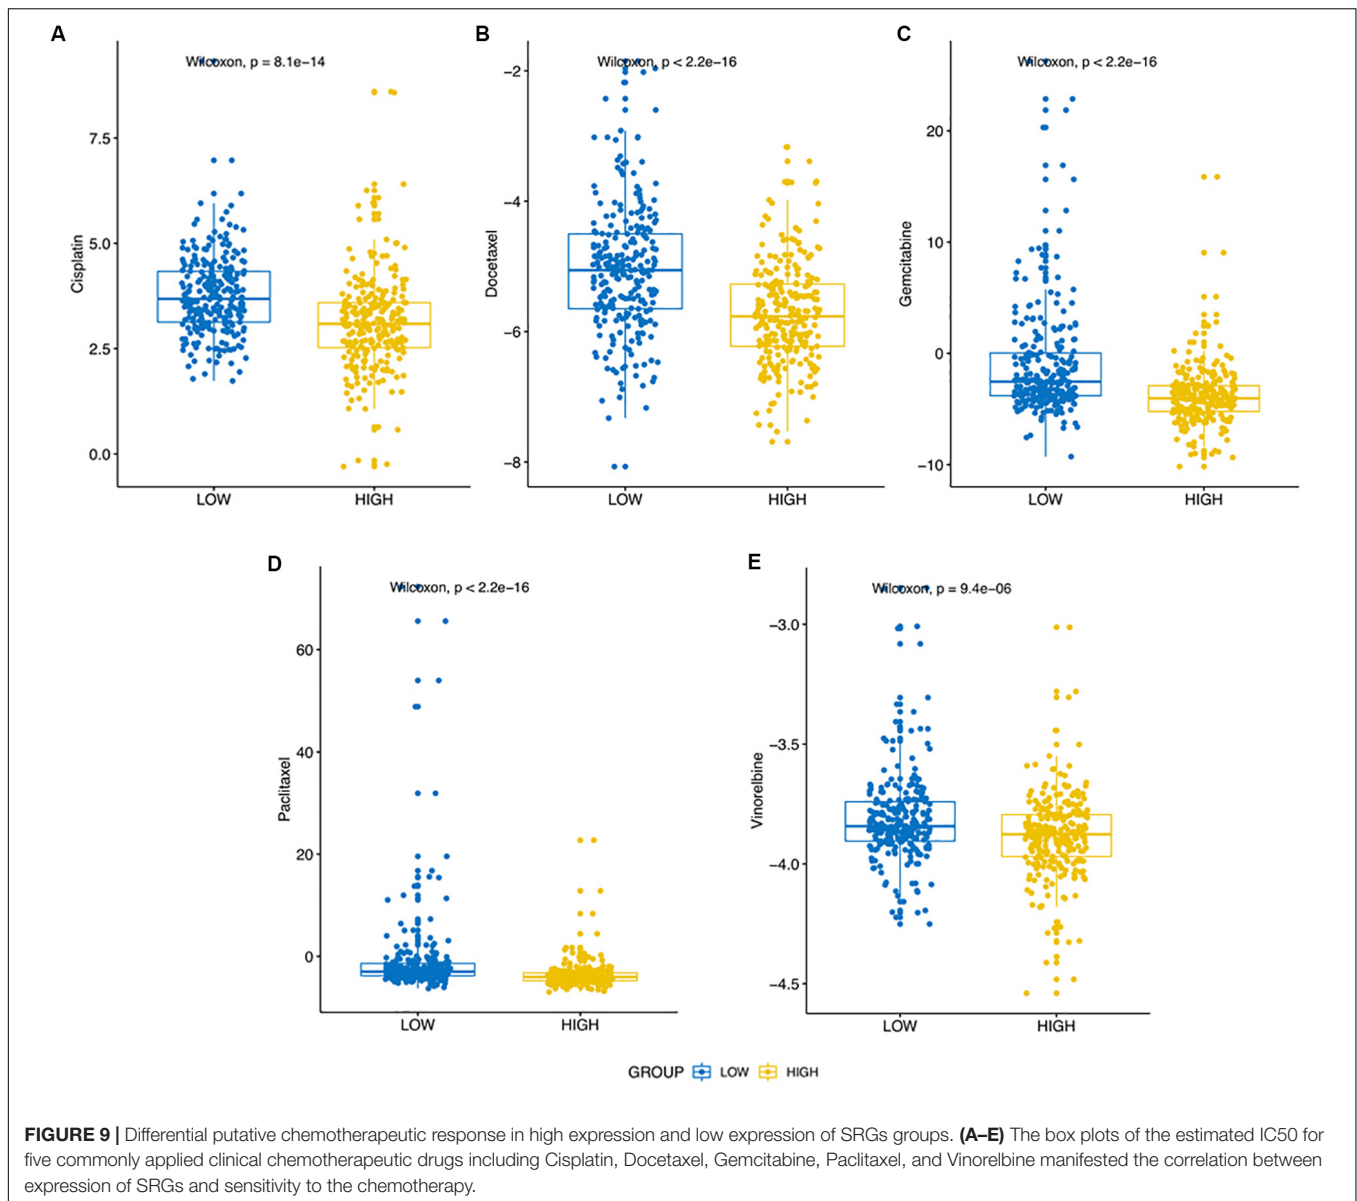 A
Wilcoxon, p = 8.1e−14
Cisplatin
7.5
5.0
2.5
0.0
LOW HIGH
B
Wilcoxon, p < 2.2e−16
Docetaxel
−2
−4
−6
−8
LOW HIGH
C
Wilcoxon, p < 2.2e−16
Gemcitabine
20
10
0
−10
LOW HIGH
D
Wilcoxon, p < 2.2e−16
Paclitaxel
60
40
20
0
LOW HIGH
E
Wilcoxon, p = 9.4e−06
Vinorelbine
−3.0
−3.5
−4.0
−4.5
LOW HIGH
GROUP LOW HIGH
FIGURE 9 | Differential putative chemotherapeutic response in high expression and low expression of SRGs groups. (A–E) The box plots of the estimated IC50 for
five commonly applied clinical chemotherapeutic drugs including Cisplatin, Docetaxel, Gemcitabine, Paclitaxel, and Vinorelbine manifested the correlation between
expression of SRGs and sensitivity to the chemotherapy.